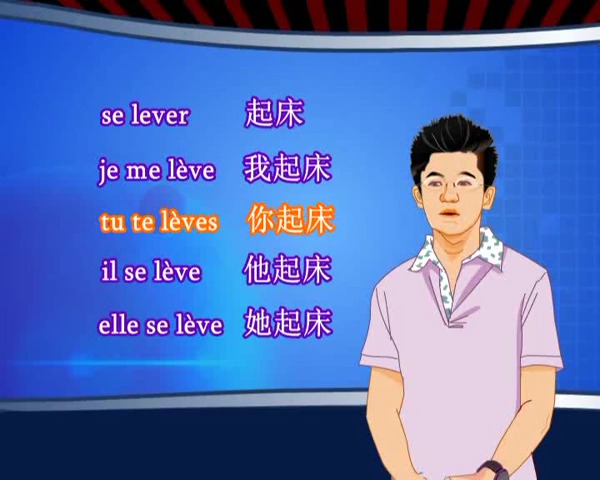 se lever 起床
je me lève 我起床
tu te lèves 你起床
il se lève 他起床
elle se lève 她起床